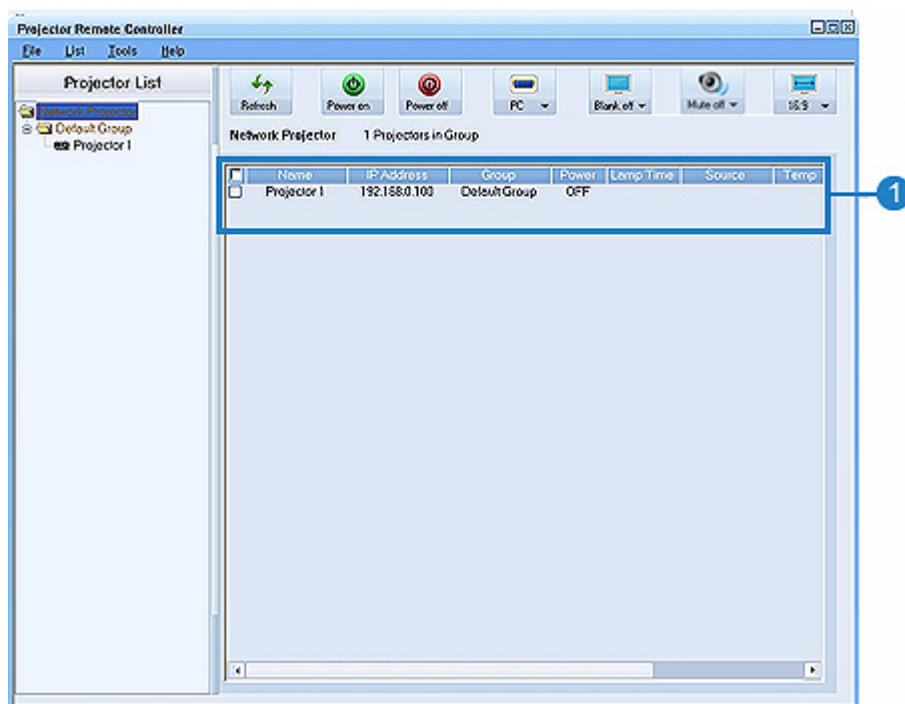 Projector Remote Controller
File List Tools Help
Projector List
Network Projector
Default Group
Projector 1
Refresh Power on Power off PC Blank off Mute off 16:9
Network Projector 1 Projectors in Group
Name IP Address Group Power Lamp Time Source Temp
Projector 1 192.168.0.100 Default Group OFF
1